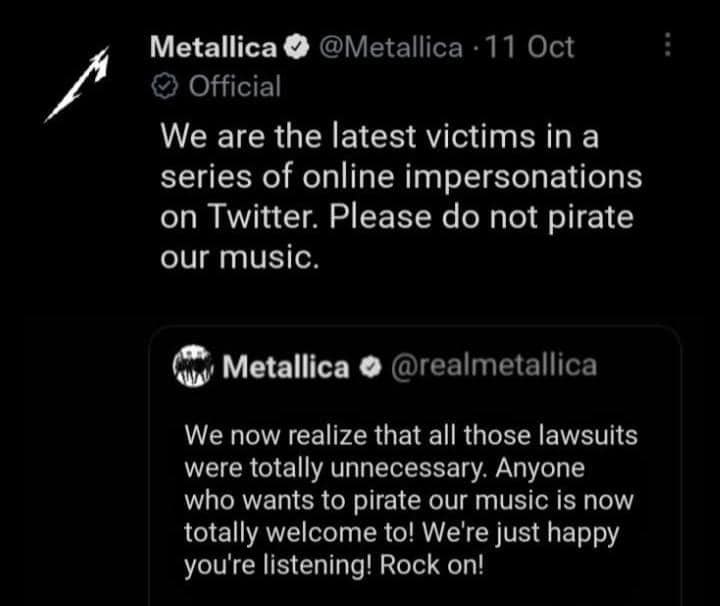 Metallica @Metallica · 11 Oct
Official
We are the latest victims in a
series of online impersonations
on Twitter. Please do not pirate
our music.
Metallica @realmetallica
We now realize that all those lawsuits
were totally unnecessary. Anyone
who wants to pirate our music is now
totally welcome to! We're just happy
you're listening! Rock on!